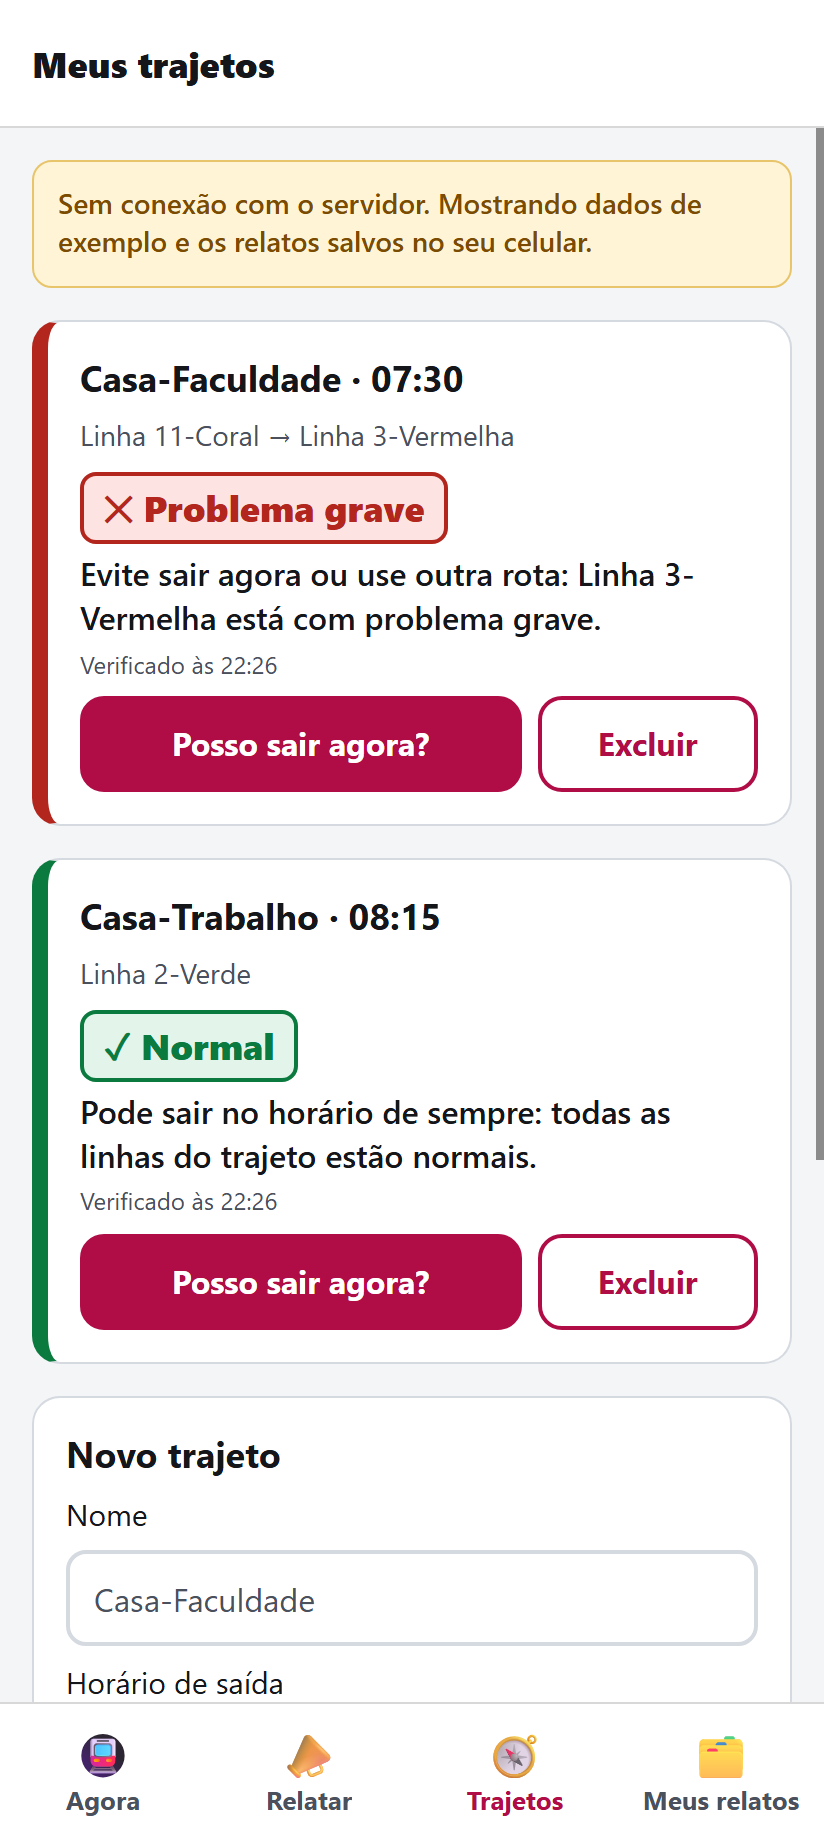 Meus trajetos
Sem conexão com o servidor. Mostrando dados de
exemplo e os relatos salvos no seu celular.
Casa-Faculdade · 07:30
Linha 11-Coral → Linha 3-Vermelha
✕ Problema grave
Evite sair agora ou use outra rota: Linha 3-
Vermelha está com problema grave.
Verificado às 22:26
Posso sair agora?
Excluir
Casa-Trabalho · 08:15
Linha 2-Verde
✓ Normal
Pode sair no horário de sempre: todas as
linhas do trajeto estão normais.
Verificado às 22:26
Posso sair agora?
Excluir
Novo trajeto
Nome
Casa-Faculdade
Horário de saída
Agora
Relatar
Trajetos
Meus relatos